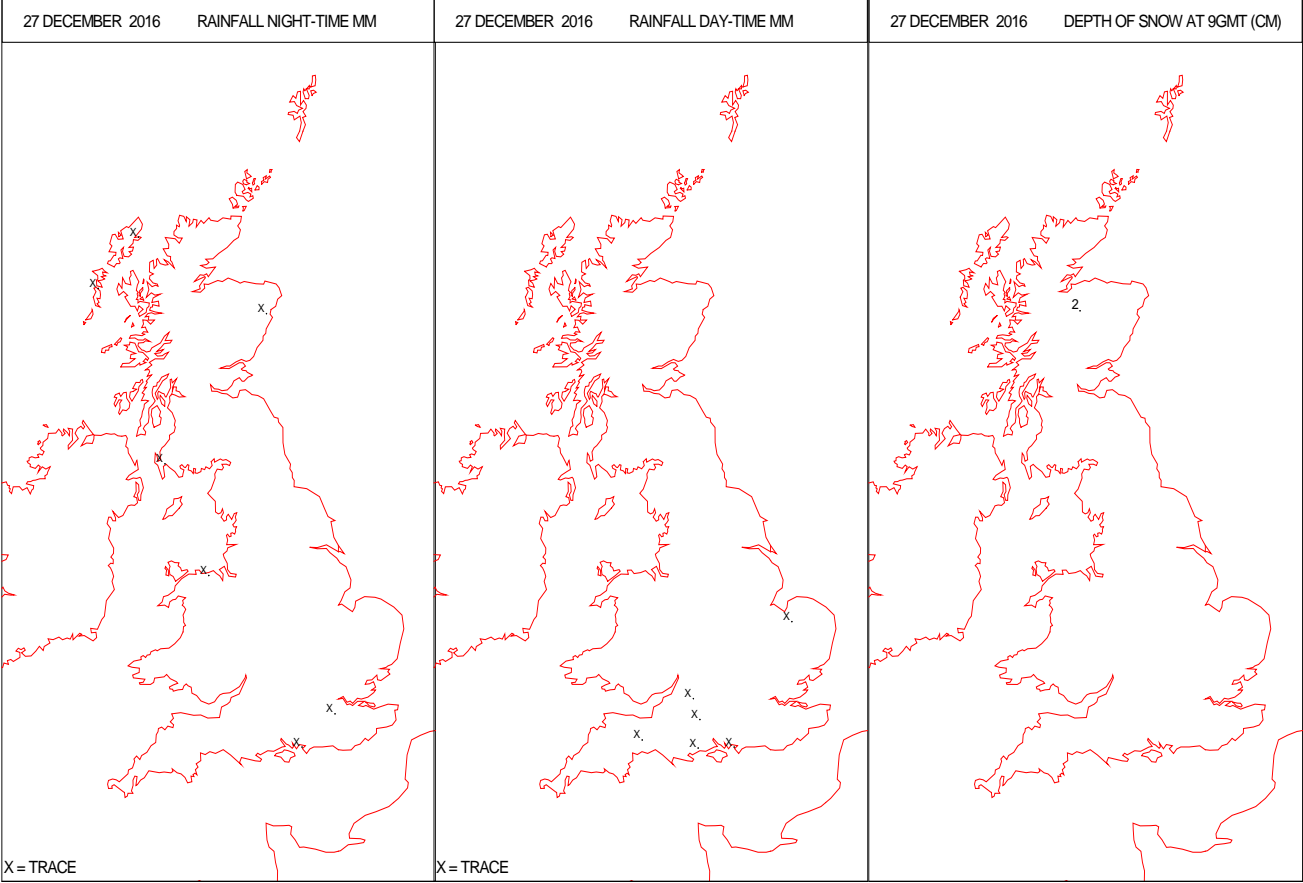 27 DECEMBER 2016 RAINFALL NIGHT-TIME MM
X.
X.
X.
X
X.
X.
X.
X = TRACE
27 DECEMBER 2016 RAINFALL DAY-TIME MM
X.
X.
X.
X.
X.
X.
X = TRACE
27 DECEMBER 2016 DEPTH OF SNOW AT 9GMT (CM)
2.